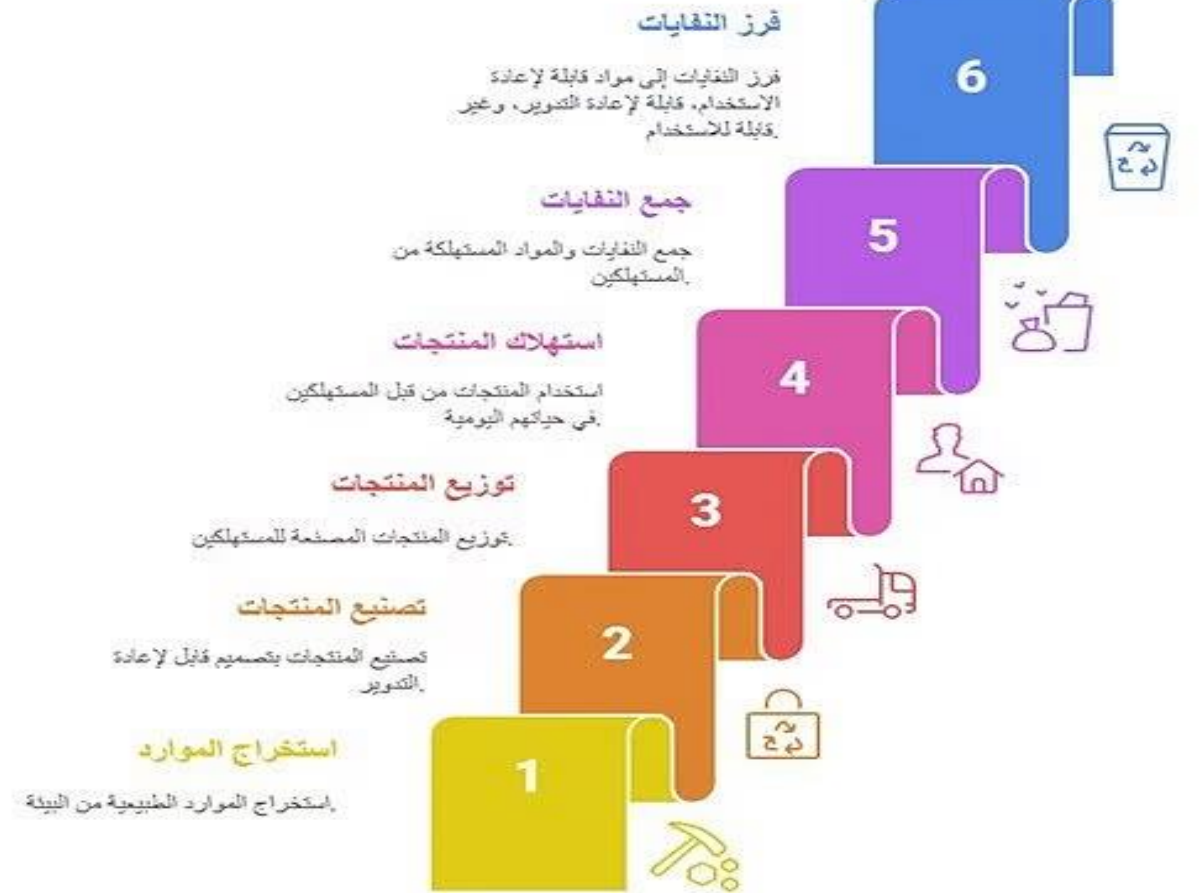 فرز النفايات
6
فرز النفايات إلى مواد قابلة لإعادة
الاستخدام، قابلة لإعادة التدوير، وغير
قابلة للاستخدام.
جمع النفايات
5
جمع النفايات والمواد المستهلكة من
المستهلكين.
استهلاك المنتجات
4
استخدام المنتجات من قبل المستهلكين
في حياتهم اليومية.
توزيع المنتجات
3
توزيع المنتجات المصنعة للمستهلكين.
تصنيع المنتجات
2
تصنيع المنتجات بتصميم قابل لإعادة
التدوير.
استخراج الموارد
1
استخراج الموارد الطبيعية من البيئة.